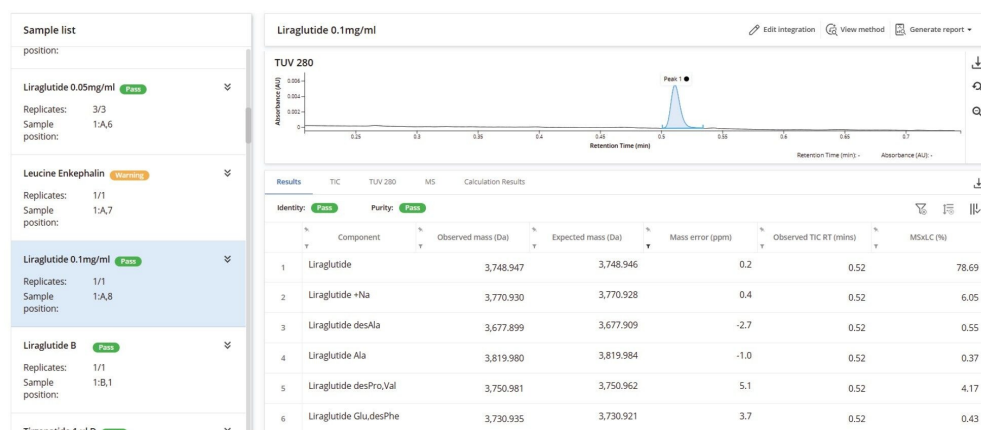 Sample list
position:
Liraglutide 0.05mg/ml Pass
Replicates: 3/3
Sample 1:A,6
position:
Leucine Enkephalin Warning
Replicates: 1/1
Sample 1:A,7
position:
Liraglutide 0.1mg/ml Pass
Replicates: 1/1
Sample 1:A,8
position:
Liraglutide B Pass
Replicates: 1/1
Sample 1:B,1
position:
Liraglutide 0.1mg/ml
Edit integration View method Generate report
TUV 280
Peak 1
Absorbance (AU)
0.006
0.004
0.002
0
0.25 0.3 0.35 0.4 0.45 0.5 0.55 0.6 0.65 0.7
Retention Time (min)
Retention Time (min): - Absorbance (AU): -
Results TIC TUV 280 MS Calculation Results
Identity: Pass Purity: Pass
Component Observed mass (Da) Expected mass (Da) Mass error (ppm) Observed TIC RT (mins) MSxLC (%)
1 Liraglutide 3,748.947 3,748.946 0.2 0.52 78.69
2 Liraglutide +Na 3,770.930 3,770.928 0.4 0.52 6.05
3 Liraglutide desAla 3,677.899 3,677.909 -2.7 0.52 0.55
4 Liraglutide Ala 3,819.980 3,819.984 -1.0 0.52 0.37
5 Liraglutide desPro,Val 3,750.981 3,750.962 5.1 0.52 4.17
6 Liraglutide Glu,desPhe 3,730.935 3,730.921 3.7 0.52 0.43